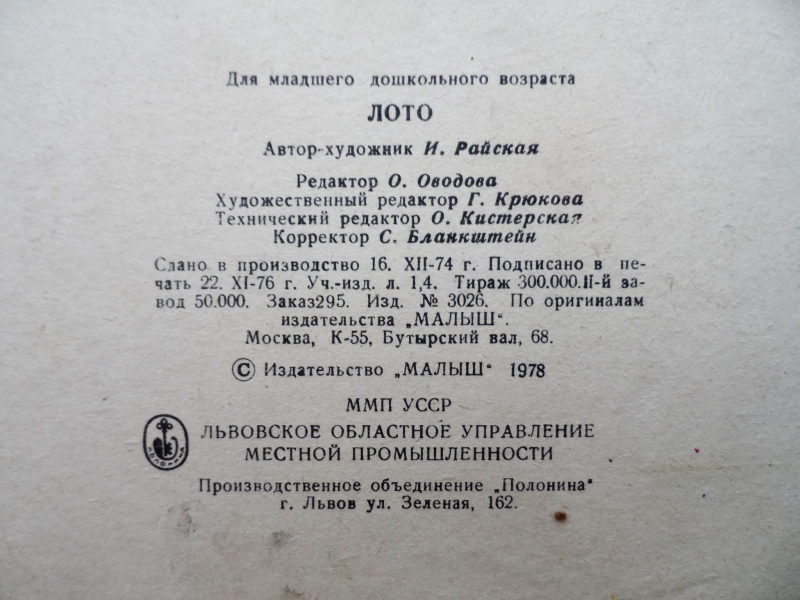 Для младшего дошкольного возраста
ЛОТО
Автор-художник И. Райская
Редактор О. Оводова
Художественный редактор Г. Крюкова
Технический редактор О. Кистерская
Корректор С. Бланкштейн
Сдано в производство 16. XII-74 г. Подписано в пе-
чать 22. XI-76 г. Уч.-изд. л. 1,4. Тираж 300.000.II-й за-
вод 50.000. Заказ295. Изд. № 3026. По оригиналам
издательства „МАЛЫШ".
Москва, К-55, Бутырский вал, 68.
© Издательство „МАЛЫШ" 1978
ММП УССР
ЛЬВОВСКОЕ ОБЛАСТНОЕ УПРАВЛЕНИЕ
МЕСТНОЙ ПРОМЫШЛЕННОСТИ
ПОЛОНИНА
Производственное объединение „Полонина"
г. Львов ул. Зеленая, 162.